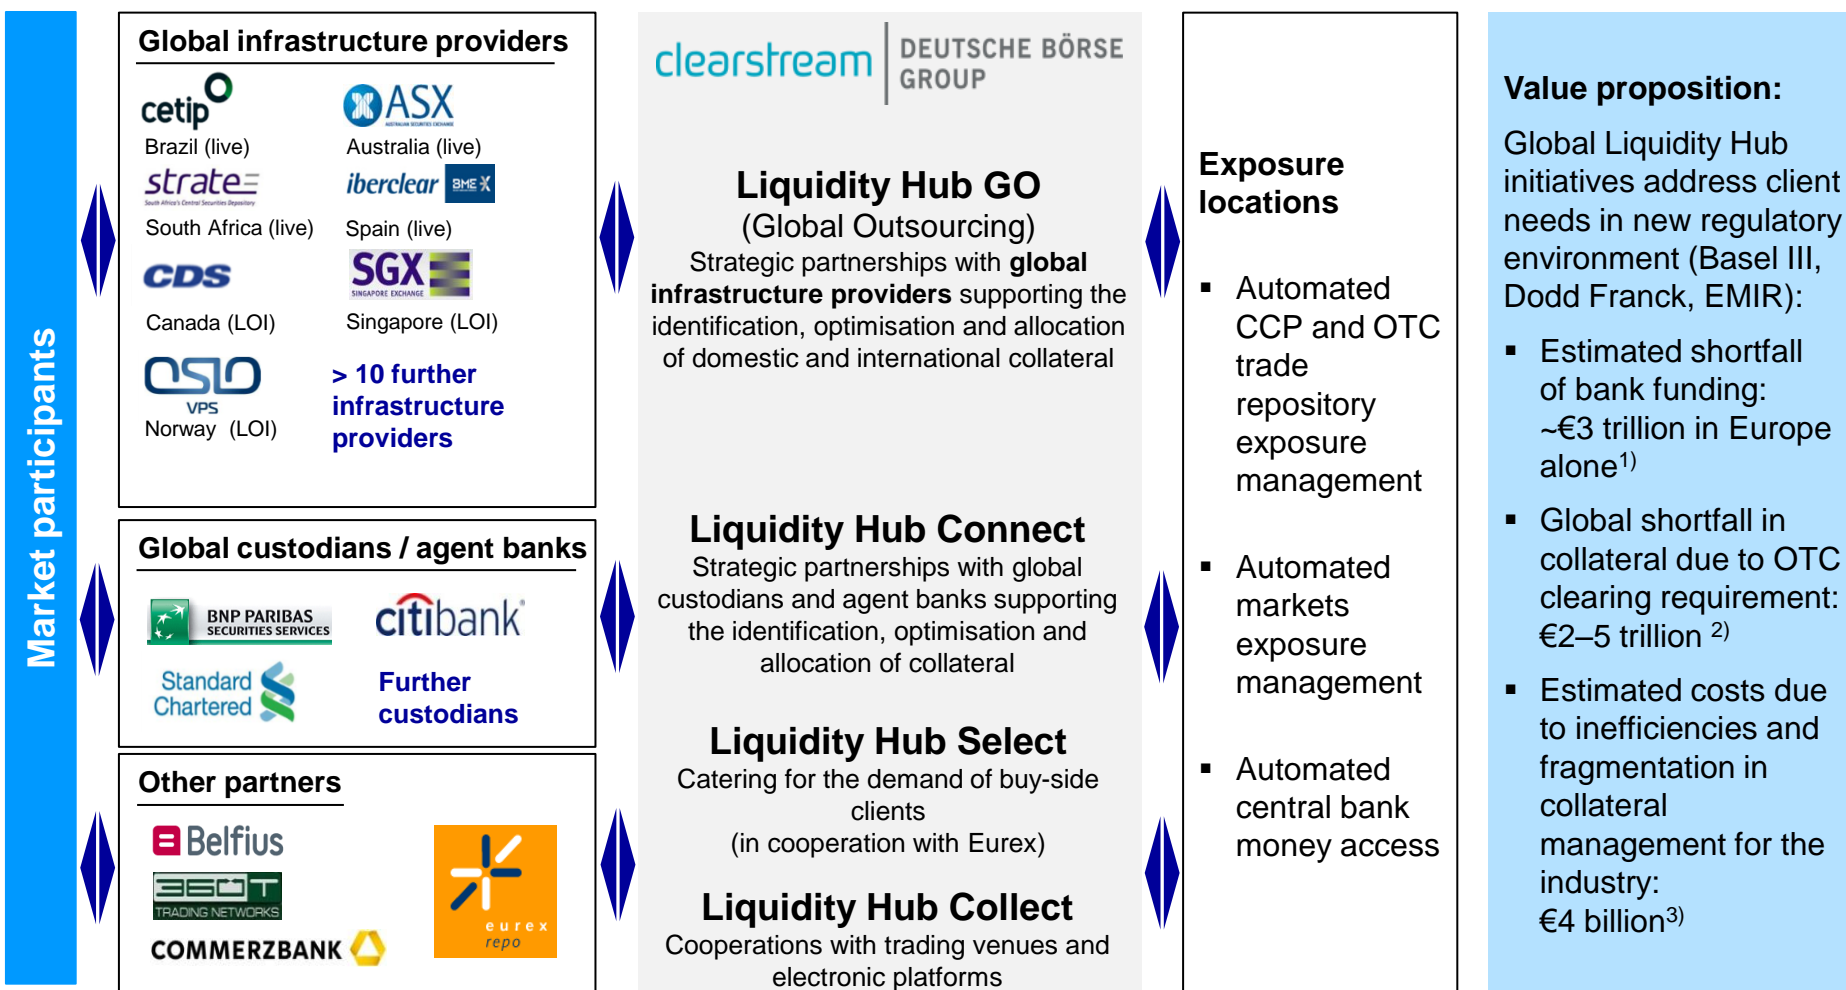 Market participants
Global infrastructure providers
cetip
ASX
AUSTRALIAN SECURITIES EXCHANGE
Brazil (live)
Australia (live)
strate
South Africa's Central Securities Depository
iberclear BME X
South Africa (live)
Spain (live)
CDS
SGX
SINGAPORE EXCHANGE
Canada (LOI)
Singapore (LOI)
OSLO
VPS
Norway (LOI)
> 10 further
infrastructure
providers
Global custodians / agent banks
BNP PARIBAS
SECURITIES SERVICES
citibank
Standard
Chartered
Further
custodians
Other partners
Belfius
360T
TRADING NETWORKS
COMMERZBANK
eurex
repo
clearstream
DEUTSCHE BÖRSE
GROUP
Liquidity Hub GO
(Global Outsourcing)
Strategic partnerships with global
infrastructure providers supporting the
identification, optimisation and allocation
of domestic and international collateral
Liquidity Hub Connect
Strategic partnerships with global
custodians and agent banks supporting
the identification, optimisation and
allocation of collateral
Liquidity Hub Select
Catering for the demand of buy-side
clients
(in cooperation with Eurex)
Liquidity Hub Collect
Cooperations with trading venues and
electronic platforms
Exposure
locations
▪ Automated
CCP and OTC
trade
repository
exposure
management
▪ Automated
markets
exposure
management
▪ Automated
central bank
money access
Value proposition:
Global Liquidity Hub
initiatives address client
needs in new regulatory
environment (Basel III,
Dodd Franck, EMIR):
▪ Estimated shortfall
of bank funding:
~€3 trillion in Europe
alone1)
▪ Global shortfall in
collateral due to OTC
clearing requirement:
€2–5 trillion 2)
▪ Estimated costs due
to inefficiencies and
fragmentation in
collateral
management for the
industry:
€4 billion3)